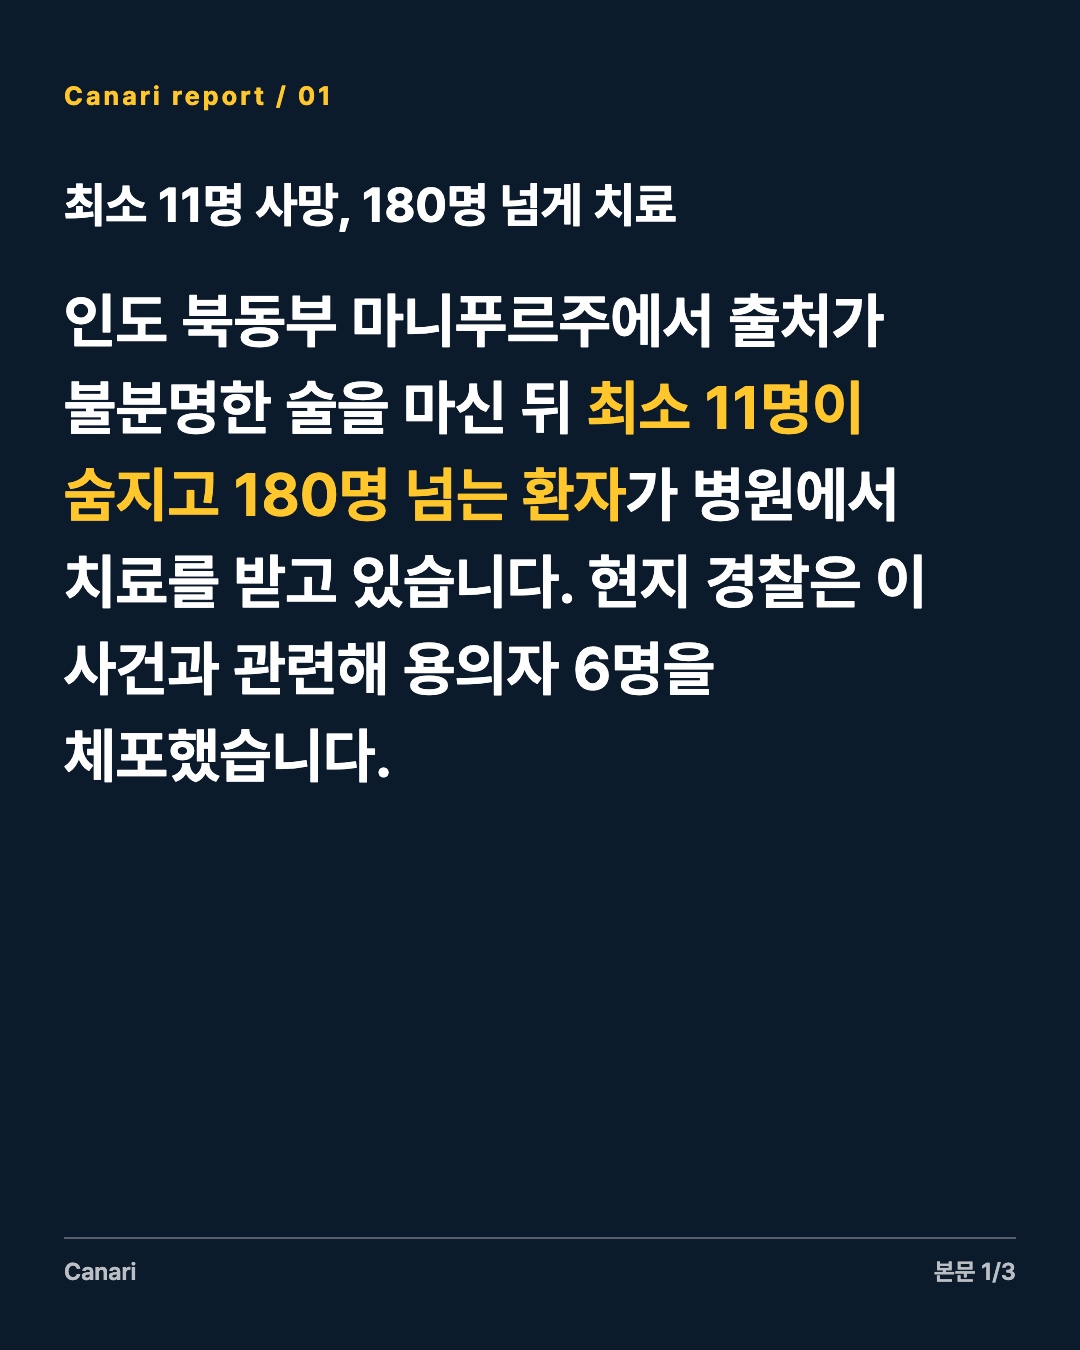 Canari report / 01
최소 11명 사망, 180명 넘게 치료
인도 북동부 마니푸르주에서 출처가
불분명한 술을 마신 뒤 최소 11명이
숨지고 180명 넘는 환자가 병원에서
치료를 받고 있습니다. 현지 경찰은 이
사건과 관련해 용의자 6명을
체포했습니다.
Canari
본문 1/3